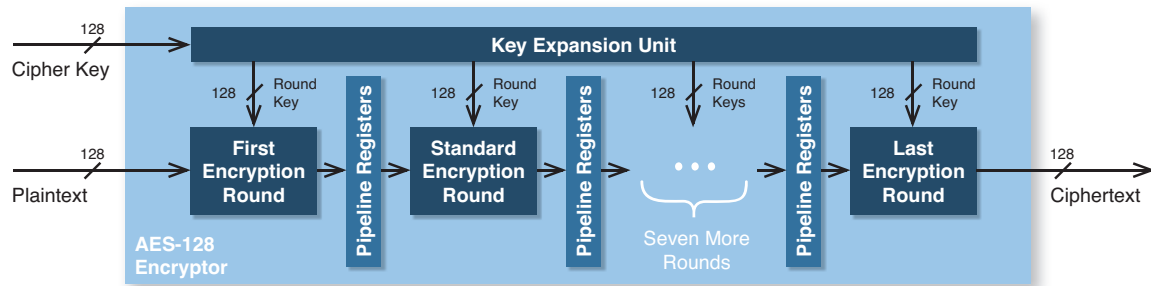 128
Cipher Key
Key Expansion Unit
128
Round
Key
128
Round
Key
128
Round
Keys
128
Round
Key
128
Plaintext
First
Encryption
Round
Pipeline Registers
Standard
Encryption
Round
Pipeline Registers
...
Seven More
Rounds
Pipeline Registers
Last
Encryption
Round
128
Ciphertext
AES-128
Encryptor